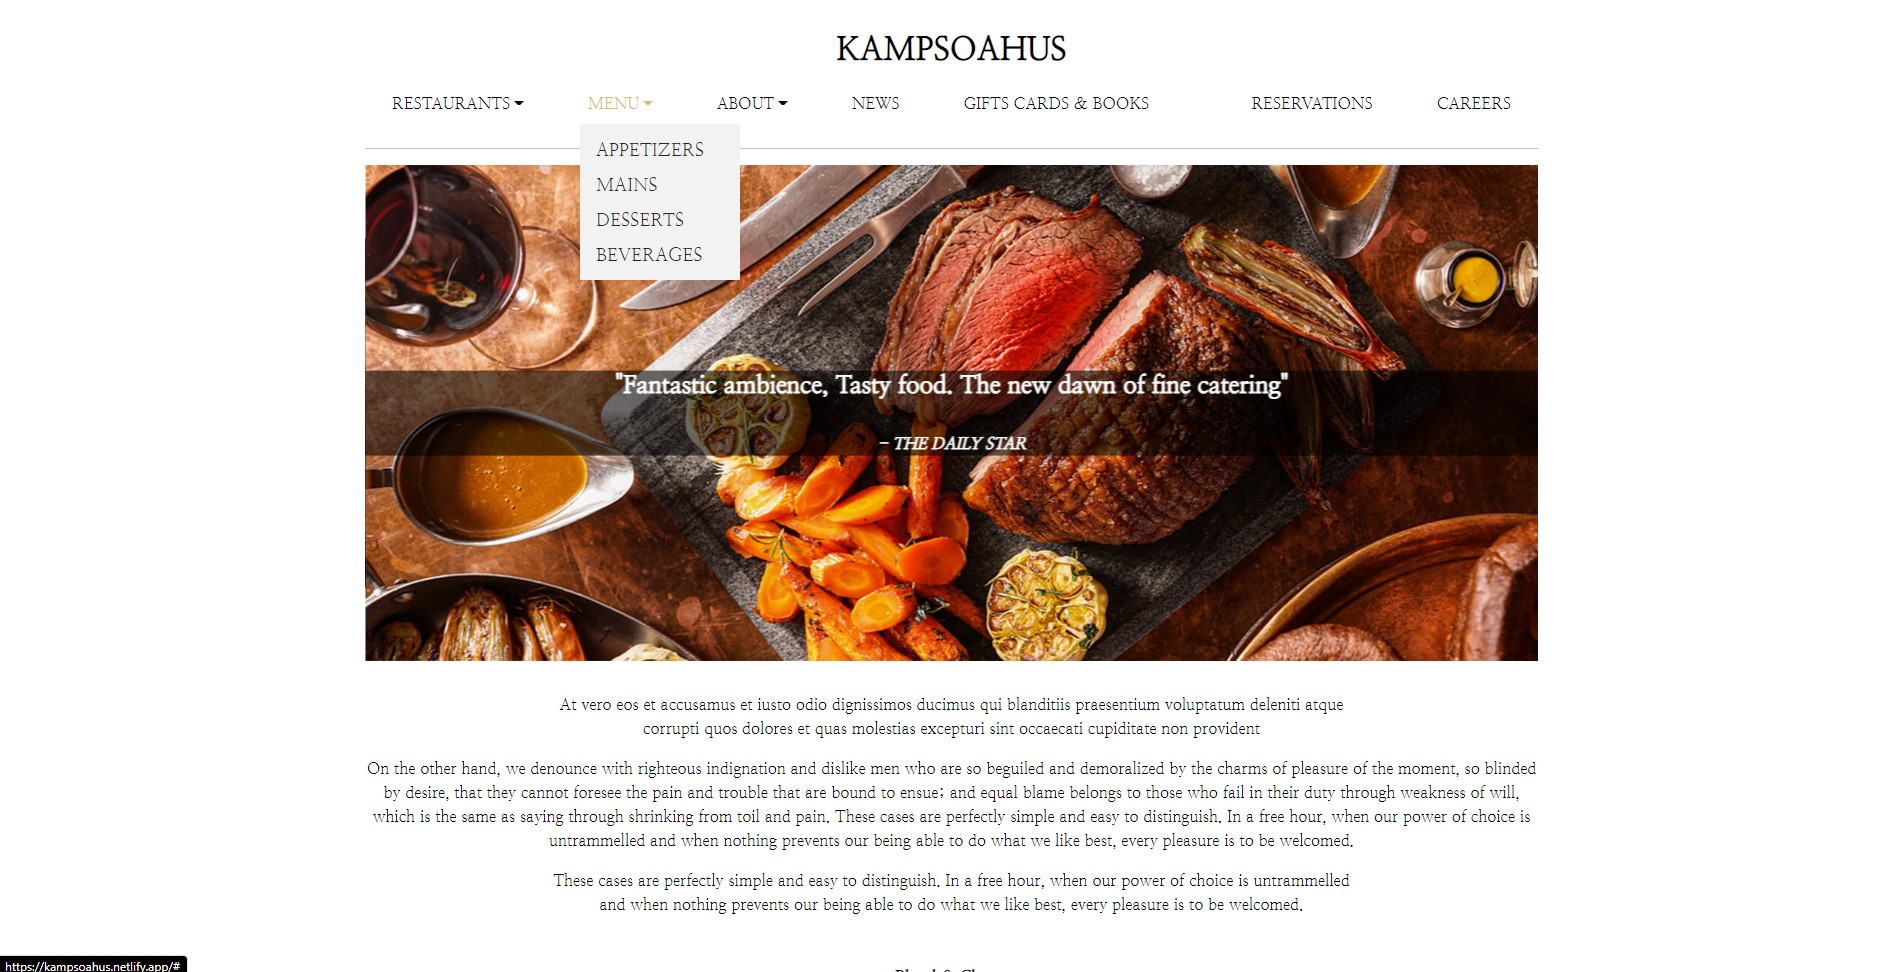 KAMPSOAHUS
RESTAURANTS MENU ABOUT NEWS GIFTS CARDS & BOOKS RESERVATIONS CAREERS
APPETIZERS
MAINS
DESSERTS
BEVERAGES
"Fantastic ambience, Tasty food. The new dawn of fine catering"
– THE DAILY STAR
At vero eos et accusamus et iusto odio dignissimos ducimus qui blanditiis praesentium voluptatum deleniti atque
corrupti quos dolores et quas molestias excepturi sint occaecati cupiditate non provident
On the other hand, we denounce with righteous indignation and dislike men who are so beguiled and demoralized by the charms of pleasure of the moment, so blinded
by desire, that they cannot foresee the pain and trouble that are bound to ensue; and equal blame belongs to those who fail in their duty through weakness of will,
which is the same as saying through shrinking from toil and pain. These cases are perfectly simple and easy to distinguish. In a free hour, when our power of choice is
untrammelled and when nothing prevents our being able to do what we like best, every pleasure is to be welcomed.
These cases are perfectly simple and easy to distinguish. In a free hour, when our power of choice is untrammelled
and when nothing prevents our being able to do what we like best, every pleasure is to be welcomed.
https://kampsoahus.netlify.app/#